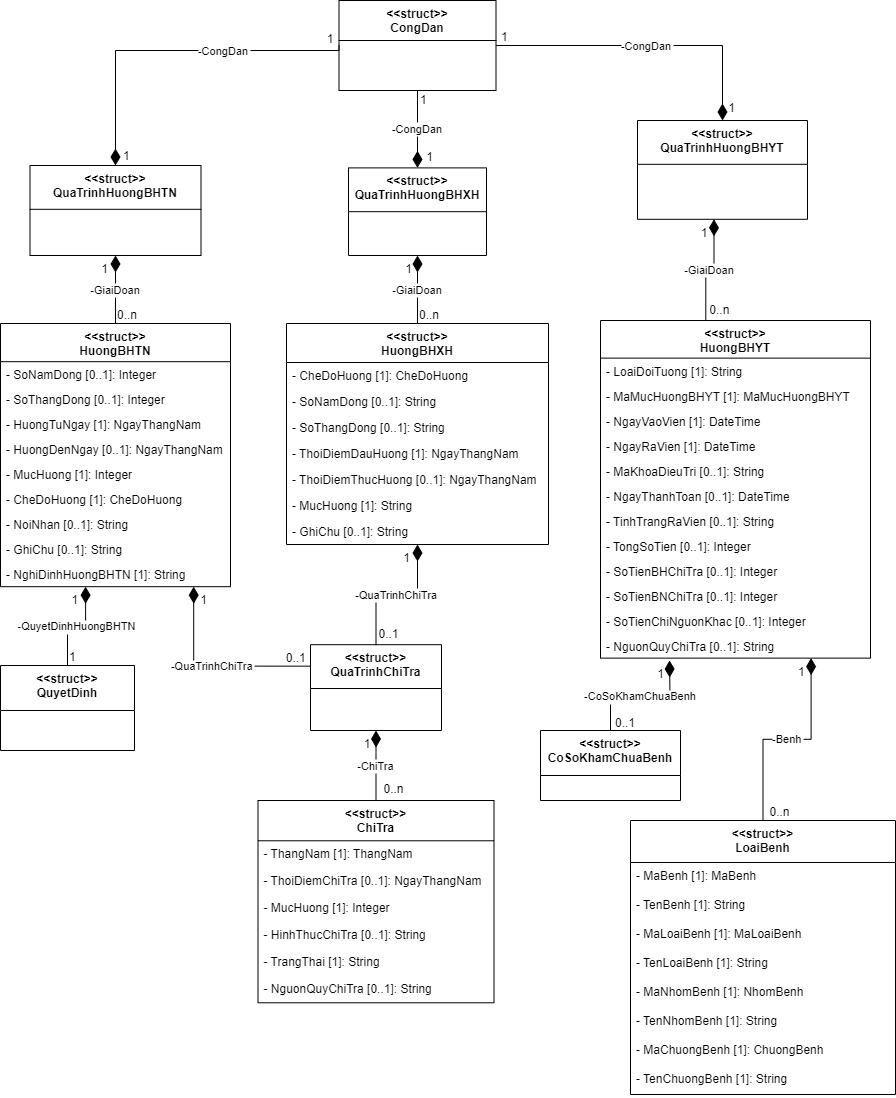 <<struct>>
CongDan
1
1
1
-CongDan
-CongDan
-CongDan
1
1
1
<<struct>>
QuaTrinhHuongBHTN
<<struct>>
QuaTrinhHuongBHXH
<<struct>>
QuaTrinhHuongBHYT
1
-GiaiDoan
0..n
1
-GiaiDoan
0..n
1
-GiaiDoan
0..n
<<struct>>
HuongBHTN
- SoNamDong [0..1]: Integer
- SoThangDong [0..1]: Integer
- HuongTuNgay [1]: NgayThangNam
- HuongDenNgay [0..1]: NgayThangNam
- MucHuong [1]: Integer
- CheDoHuong [1]: CheDoHuong
- NoiNhan [0..1]: String
- GhiChu [0..1]: String
- NghiDinhHuongBHTN [1]: String
<<struct>>
HuongBHXH
- CheDoHuong [1]: CheDoHuong
- SoNamDong [0..1]: String
- SoThangDong [0..1]: String
- ThoiDiemDauHuong [1]: NgayThangNam
- ThoiDiemThucHuong [0..1]: NgayThangNam
- MucHuong [1]: String
- GhiChu [0..1]: String
<<struct>>
HuongBHYT
- LoaiDoiTuong [1]: String
- MaMucHuongBHYT [1]: MaMucHuongBHYT
- NgayVaoVien [1]: DateTime
- NgayRaVien [1]: DateTime
- MaKhoaDieuTri [0..1]: String
- NgayThanhToan [0..1]: DateTime
- TinhTrangRaVien [0..1]: String
- TongSoTien [0..1]: Integer
- SoTienBHChiTra [0..1]: Integer
- SoTienBNChiTra [0..1]: Integer
- SoTienChiNguonKhac [0..1]: Integer
- NguonQuyChiTra [0..1]: String
1
-QuyetDinhHuongBHTN
1
1
-QuaTrinhChiTra
0..1
1
-QuaTrinhChiTra
0..1
1
-CoSoKhamChuaBenh
0..1
1
-Benh
0..n
<<struct>>
QuyetDinh
<<struct>>
QuaTrinhChiTra
1
-ChiTra
0..n
<<struct>>
CoSoKhamChuaBenh
<<struct>>
ChiTra
- ThangNam [1]: ThangNam
- ThoiDiemChiTra [0..1]: NgayThangNam
- MucHuong [1]: Integer
- HinhThucChiTra [0..1]: String
- TrangThai [1]: String
- NguonQuyChiTra [0..1]: String
<<struct>>
LoaiBenh
- MaBenh [1]: MaBenh
- TenBenh [1]: String
- MaLoaiBenh [1]: MaLoaiBenh
- TenLoaiBenh [1]: String
- MaNhomBenh [1]: NhomBenh
- TenNhomBenh [1]: String
- MaChuongBenh [1]: ChuongBenh
- TenChuongBenh [1]: String